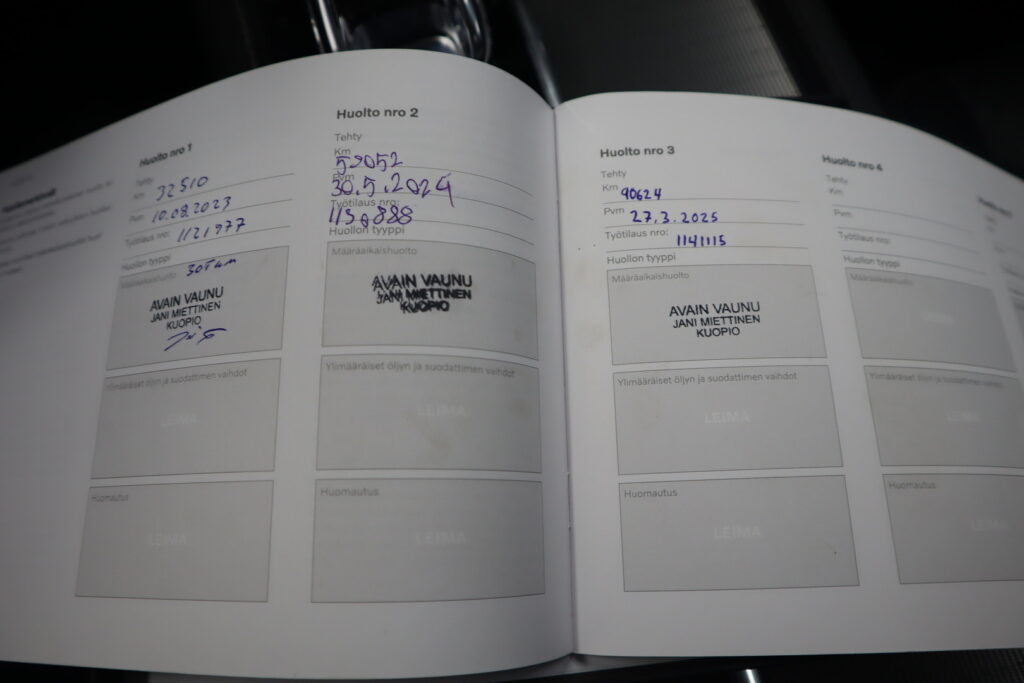 Huolto nro 1
Tehty
Km 32510
Pvm 10.08.2023
Työtilaus nro: 1121977
Huollon tyyppi
Määräaikaishuolto 30Tkm
AVAIN VAUNU
JANI MIETTINEN
KUOPIO
Ylimääräiset öljyn ja suodattimen vaihdot
LEIMA
Huomautus
LEIMA
Huolto nro 2
Tehty
Km 59052
Pvm 30.5.2024
Työtilaus nro:
Huollon tyyppi
Määräaikaishuolto
AVAIN VAUNU
JANI MIETTINEN
KUOPIO
Ylimääräiset öljyn ja suodattimen vaihdot
LEIMA
Huomautus
LEIMA
Huolto nro 3
Tehty
Km 90624
Pvm 27.3.2025
Työtilaus nro: 1141115
Huollon tyyppi
Määräaikaishuolto
AVAIN VAUNU
JANI MIETTINEN
KUOPIO
Ylimääräiset öljyn ja suodattimen vaihdot
LEIMA
Huomautus
LEIMA
Huolto nro 4
Tehty
Km
Pvm
Työtilaus nro:
Huollon tyyppi
Määräaikaishuolto
LEIMA
Ylimääräiset öljyn ja suodattimen vaihdot
LEIMA
Huomautus
LEIMA